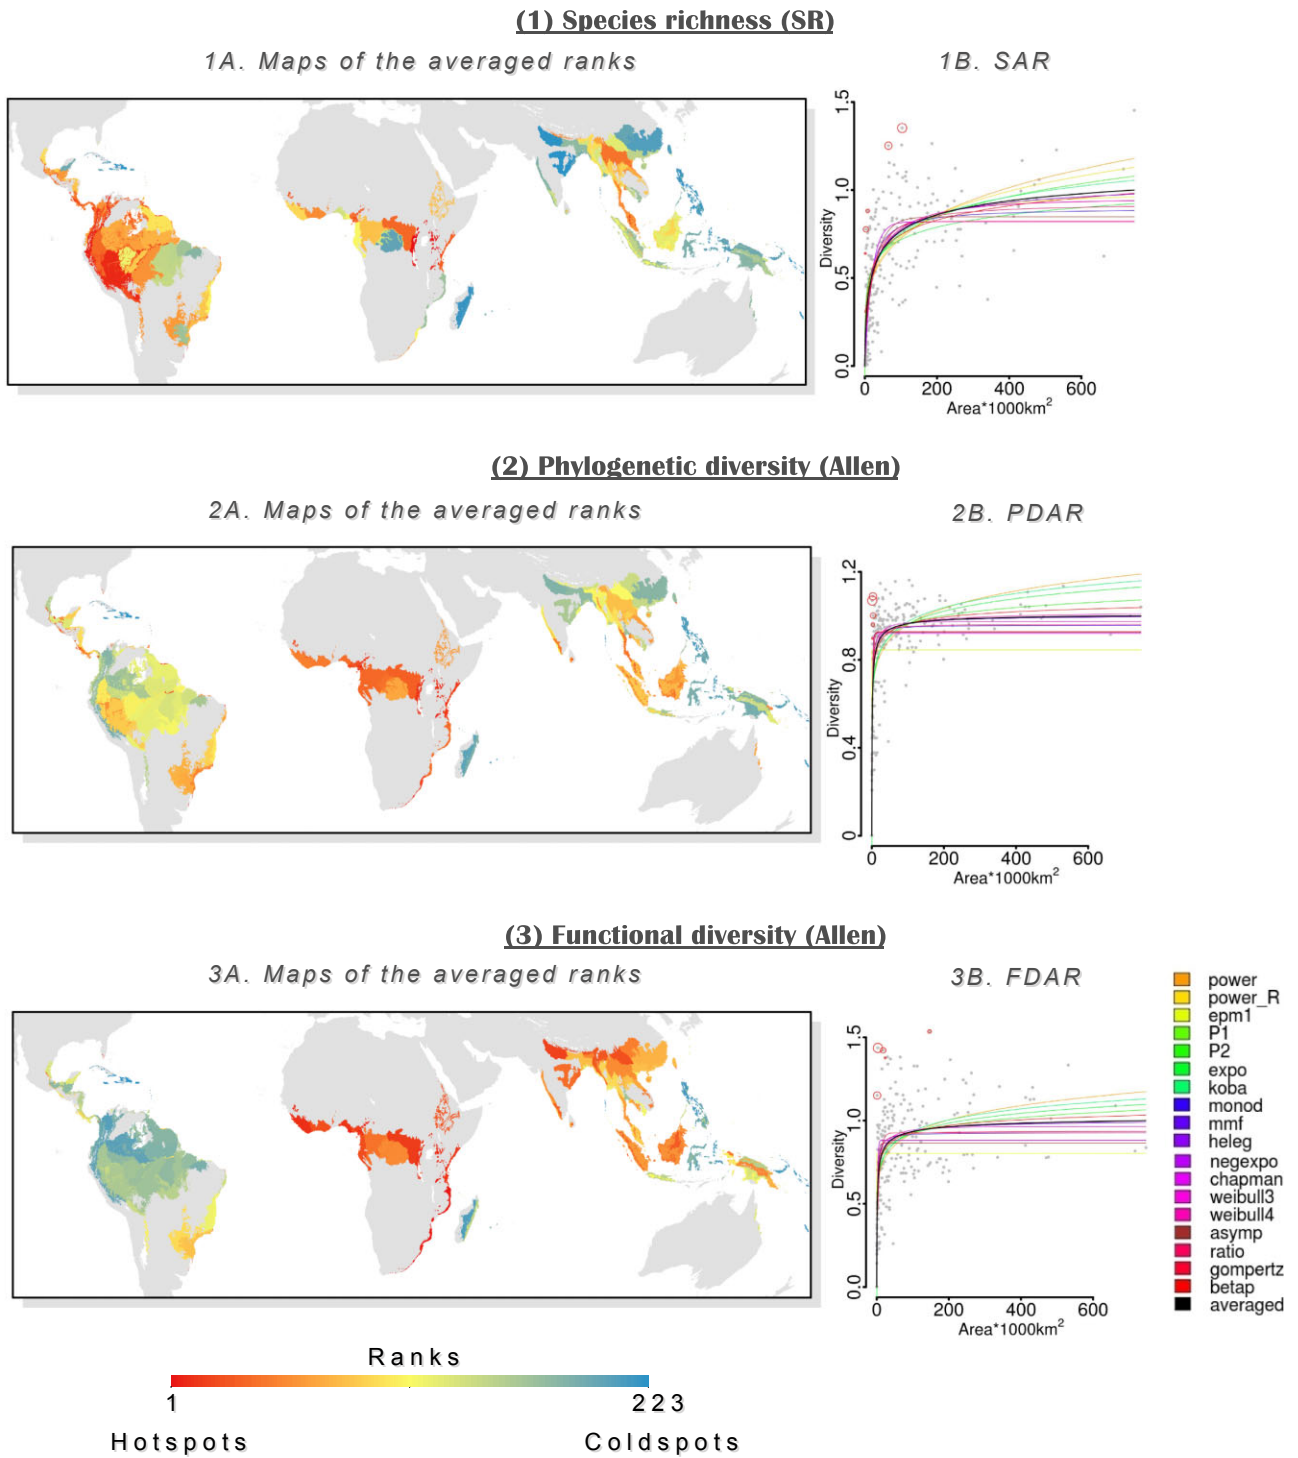 (1) Species richness (SR)
1A. Maps of the averaged ranks
1B. SAR
1.5
1.0
0.5
0.0
Diversity
0 200 400 600
Area*1000km2
(2) Phylogenetic diversity (Allen)
2A. Maps of the averaged ranks
2B. PDAR
1.2
0.8
0.4
0
Diversity
0 200 400 600
Area*1000km2
(3) Functional diversity (Allen)
3A. Maps of the averaged ranks
3B. FDAR
1.5
1.0
0.5
0.0
Diversity
0 200 400 600
Area*1000km2
power
power_R
epm1
P1
P2
expo
koba
monod
mmf
heleg
negexpo
chapman
weibull3
weibull4
asymp
ratio
gompertz
betap
averaged
Ranks
1 223
Hotspots Coldspots